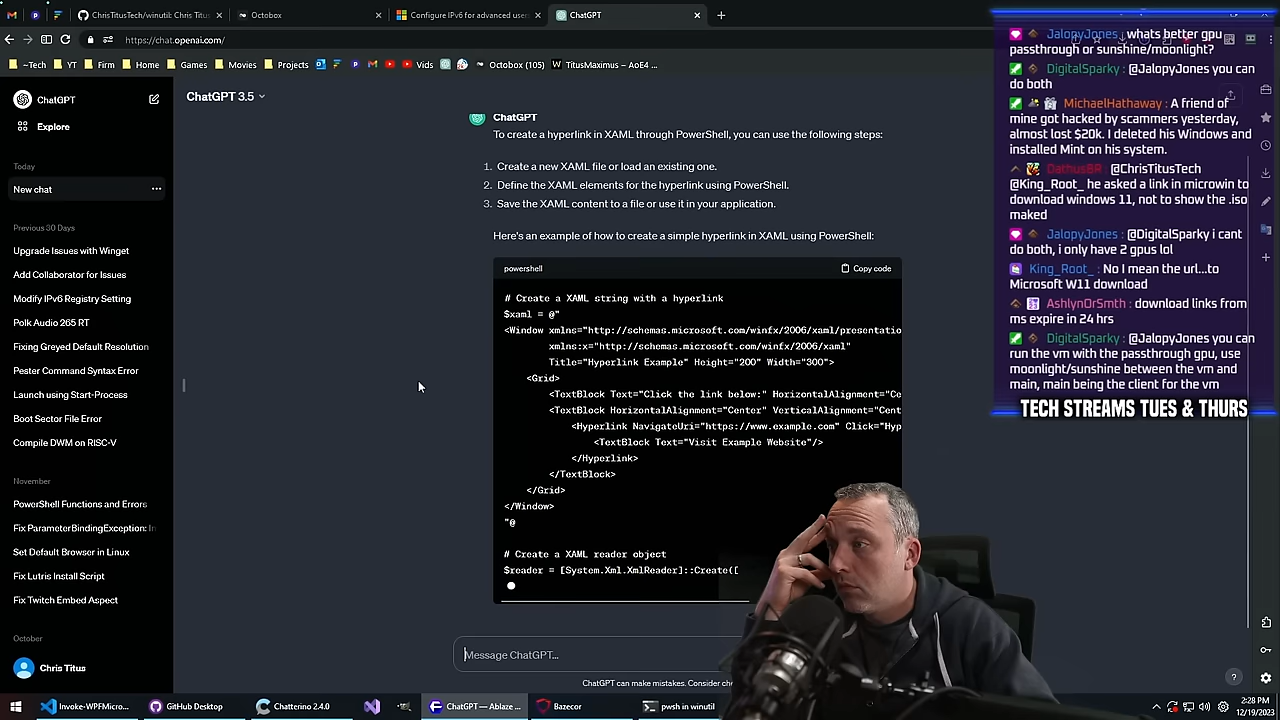 ChrisTitusTech/winutil: Chris Tit
Octobox
Configure IPv6 for advanced user
ChatGPT
https://chat.openai.com/
~Tech
YT
Firm
Home
Games
Movies
Projects
Vids
Octobox (105)
TitusMaximus – AoE4 ...
ChatGPT
Explore
Today
New chat
Previous 30 Days
Upgrade Issues with Winget
Add Collaborator for Issues
Modify IPv6 Registry Setting
Polk Audio 265 RT
Fixing Greyed Default Resolution
Pester Command Syntax Error
Launch using Start-Process
Boot Sector File Error
Compile DWM on RISC-V
November
PowerShell Functions and Errors
Fix ParameterBindingException: In
Set Default Browser in Linux
Fix Lutris Install Script
Fix Twitch Embed Aspect
October
Chris Titus
ChatGPT 3.5
ChatGPT
To create a hyperlink in XAML through PowerShell, you can use the following steps:
1. Create a new XAML file or load an existing one.
2. Define the XAML elements for the hyperlink using PowerShell.
3. Save the XAML content to a file or use it in your application.
Here's an example of how to create a simple hyperlink in XAML using PowerShell:
powershell
Copy code
# Create a XAML string with a hyperlink
$xaml = @"
<Window xmlns="http://schemas.microsoft.com/winfx/2006/xaml/presentatio
xmlns:x="http://schemas.microsoft.com/winfx/2006/xaml"
Title="Hyperlink Example" Height="200" Width="300">
<Grid>
<TextBlock Text="Click the link below:" HorizontalAlignment="Ce
<TextBlock HorizontalAlignment="Center" VerticalAlignment="Cent
<Hyperlink NavigateUri="https://www.example.com" Click="Hyp
<TextBlock Text="Visit Example Website"/>
</Hyperlink>
</TextBlock>
</Grid>
</Window>
"@
# Create a XAML reader object
$reader = [System.Xml.XmlReader]::Create([
Message ChatGPT...
ChatGPT can make mistakes. Consider che
JalopyJones : whats better gpu
passthrough or sunshine/moonlight?
DigitalSparky : @JalopyJones you can
do both
MichaelHathaway : A friend of
mine got hacked by scammers yesterday,
almost lost $20k. I deleted his Windows and
installed Mint on his system.
DathusBR : @ChrisTitusTech
@King_Root_ he asked a link in microwin to
download windows 11, not to show the .iso
maked
JalopyJones : @DigitalSparky i cant
do both, i only have 2 gpus lol
King_Root_ : No I mean the url...to
Microsoft W11 download
AshlynOrSmth : download links from
ms expire in 24 hrs
DigitalSparky : @JalopyJones you can
run the vm with the passthrough gpu, use
moonlight/sunshine between the vm and
main, main being the client for the vm
TECH STREAMS TUES & THURS
?
Invoke-WPFMicro...
GitHub Desktop
Chatterino 2.4.0
ChatGPT — Ablaze ...
Bazecor
pwsh in winutil
2:28 PM
12/19/2023